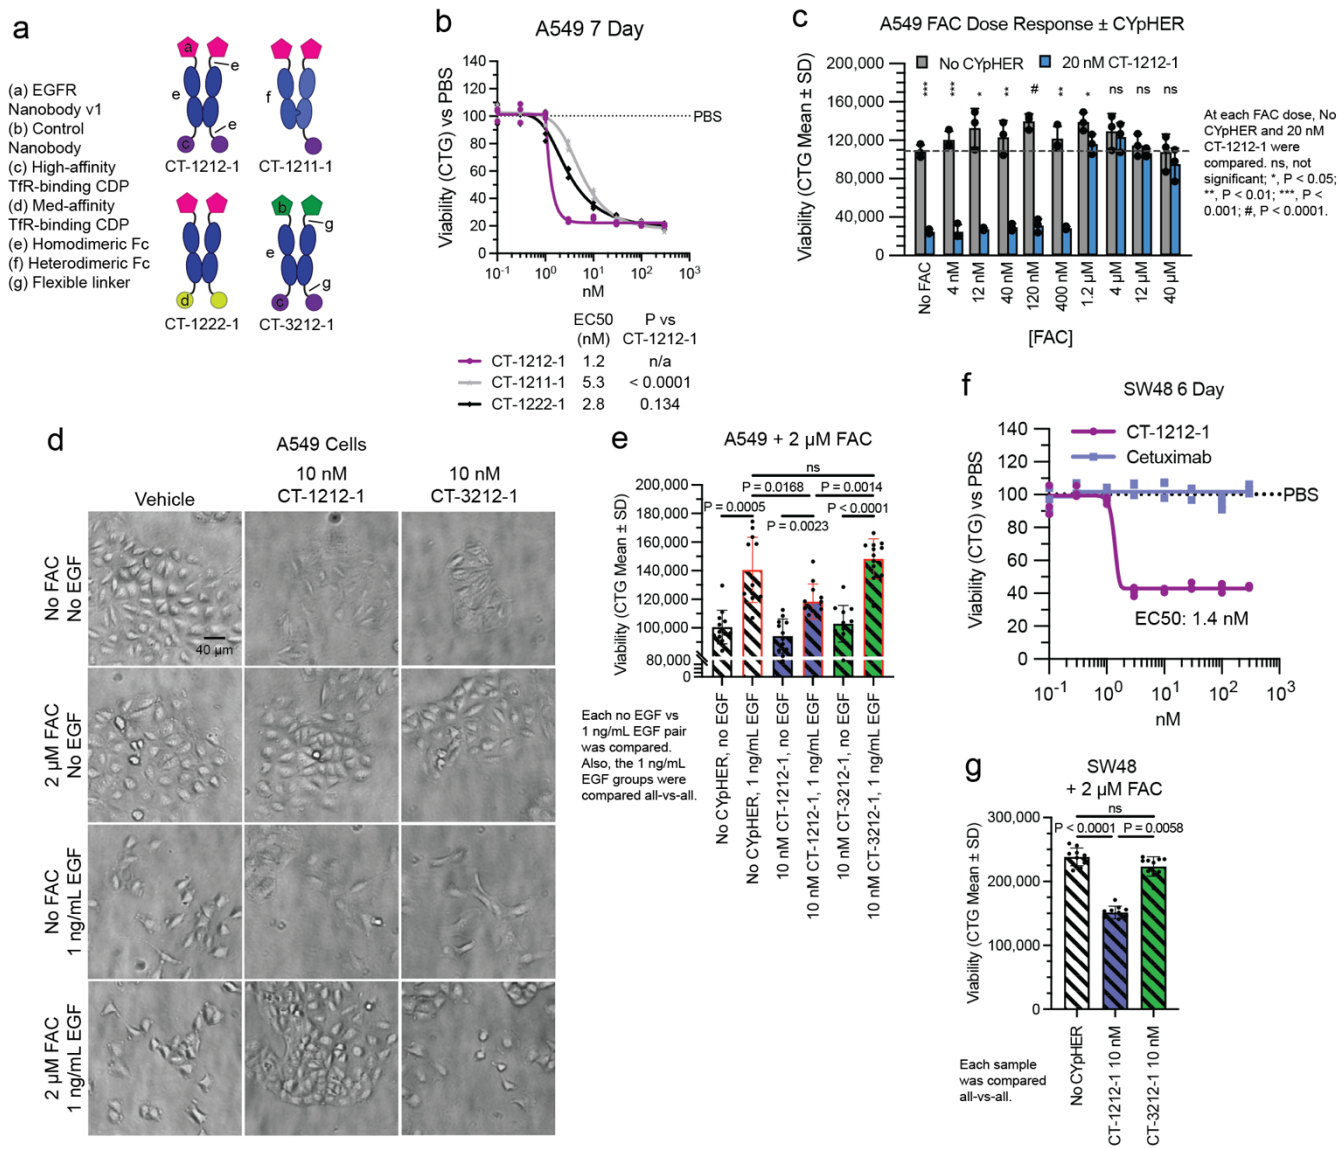 a
(a) EGFR
Nanobody v1
(b) Control
Nanobody
(c) High-affinity
TfR-binding CDP
(d) Med-affinity
TfR-binding CDP
(e) Homodimeric Fc
(f) Heterodimeric Fc
(g) Flexible linker
a
e
e
e
c
CT-1212-1
f
CT-1211-1
d
CT-1222-1
b
g
e
c
g
CT-3212-1
b
A549 7 Day
Viability (CTG) vs PBS
140
120
100
80
60
40
20
0
PBS
10-1
100
101
102
103
nM
EC50
(nM)
P vs
CT-1212-1
CT-1212-1 1.2 n/a
CT-1211-1 5.3 < 0.0001
CT-1222-1 2.8 0.134
c
A549 FAC Dose Response ± CYpHER
No CYpHER
20 nM CT-1212-1
Viability (CTG Mean ± SD)
200,000
160,000
120,000
80,000
40,000
0
*** *** * ** # ** * ns ns ns
No FAC
4 nM
12 nM
40 nM
120 nM
400 nM
1.2 µM
4 µM
12 µM
40 µM
[FAC]
At each FAC dose, No
CYpHER and 20 nM
CT-1212-1 were
compared. ns, not
significant; *, P < 0.05;
**, P < 0.01; ***, P <
0.001; #, P < 0.0001.
d
A549 Cells
Vehicle
10 nM
CT-1212-1
10 nM
CT-3212-1
No FAC
No EGF
40 µm
2 µM FAC
No EGF
No FAC
1 ng/mL EGF
2 µM FAC
1 ng/mL EGF
e
A549 + 2 µM FAC
Viability (CTG Mean ± SD)
200,000
180,000
160,000
140,000
120,000
100,000
80,000
0
ns
P = 0.0168
P = 0.0014
P = 0.0005
P < 0.0001
P = 0.0023
No CYpHER, no EGF
No CYpHER, 1 ng/mL EGF
10 nM CT-1212-1, no EGF
10 nM CT-1212-1, 1 ng/mL EGF
10 nM CT-3212-1, no EGF
10 nM CT-3212-1, 1 ng/mL EGF
Each no EGF vs
1 ng/mL EGF pair
was compared.
Also, the 1 ng/mL
EGF groups were
compared all-vs-all.
f
SW48 6 Day
CT-1212-1
Cetuximab
Viability (CTG) vs PBS
140
120
100
80
60
40
20
0
PBS
EC50: 1.4 nM
10-1
100
101
102
103
nM
g
SW48
+ 2 µM FAC
Viability (CTG Mean ± SD)
300,000
200,000
100,000
0
ns
P < 0.0001
P = 0.0058
No CYpHER
CT-1212-1 10 nM
CT-3212-1 10 nM
Each sample
was compared
all-vs-all.